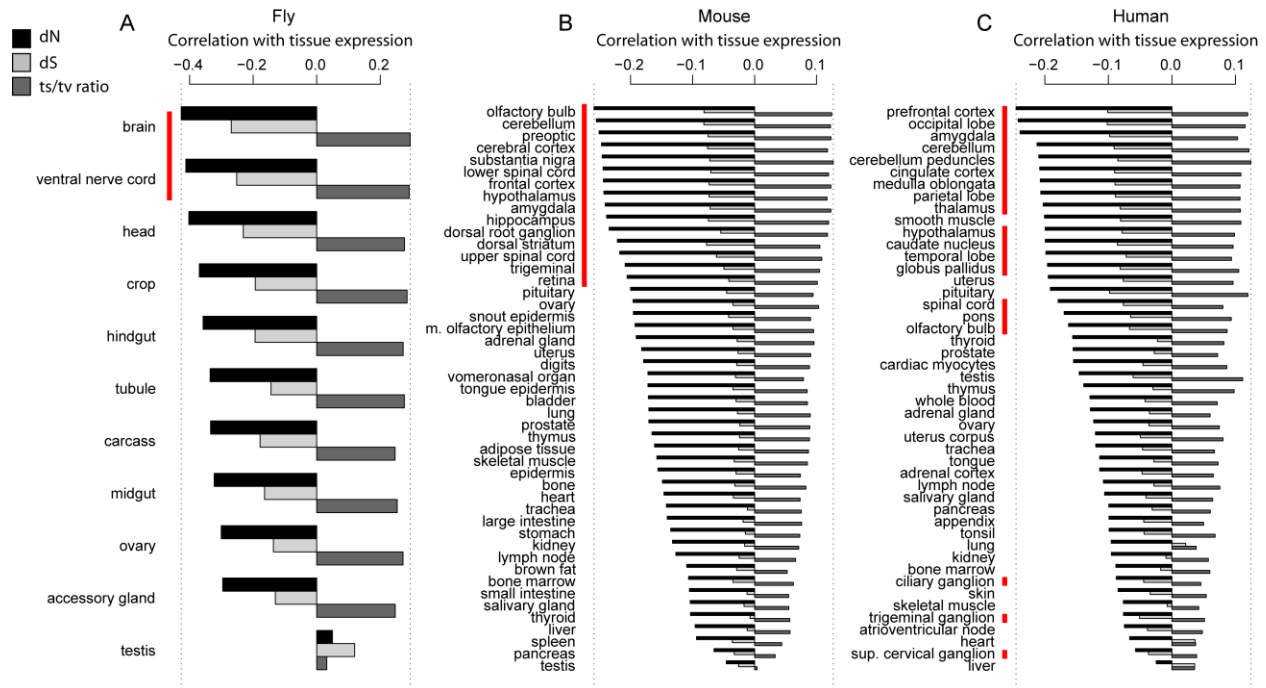 A
Fly
Correlation with tissue expression
−0.4 −0.2 0.0 0.2
dN
dS
ts/tv ratio
brain
ventral nerve cord
head
crop
hindgut
tubule
carcass
midgut
ovary
accessory gland
testis
B
Mouse
Correlation with tissue expression
−0.2 −0.1 0.0 0.1
olfactory bulb
cerebellum
preoptic
cerebral cortex
substantia nigra
lower spinal cord
frontal cortex
hypothalamus
amygdala
hippocampus
dorsal root ganglion
dorsal striatum
upper spinal cord
trigeminal
retina
pituitary
ovary
snout epidermis
m. olfactory epithelium
adrenal gland
uterus
digits
vomeronasal organ
tongue epidermis
bladder
lung
prostate
thymus
adipose tissue
skeletal muscle
epidermis
bone
heart
trachea
large intestine
stomach
kidney
lymph node
brown fat
bone marrow
small intestine
salivary gland
thyroid
liver
spleen
pancreas
testis
C
Human
Correlation with tissue expression
−0.2 −0.1 0.0 0.1
prefrontal cortex
occipital lobe
amygdala
cerebellum
cerebellum peduncles
cingulate cortex
medulla oblongata
parietal lobe
thalamus
smooth muscle
hypothalamus
caudate nucleus
temporal lobe
globus pallidus
uterus
pituitary
spinal cord
pons
olfactory bulb
thyroid
prostate
cardiac myocytes
testis
thymus
whole blood
adrenal gland
ovary
uterus corpus
trachea
tongue
adrenal cortex
lymph node
salivary gland
pancreas
appendix
tonsil
lung
kidney
bone marrow
ciliary ganglion
skin
skeletal muscle
trigeminal ganglion
atrioventricular node
heart
sup. cervical ganglion
liver